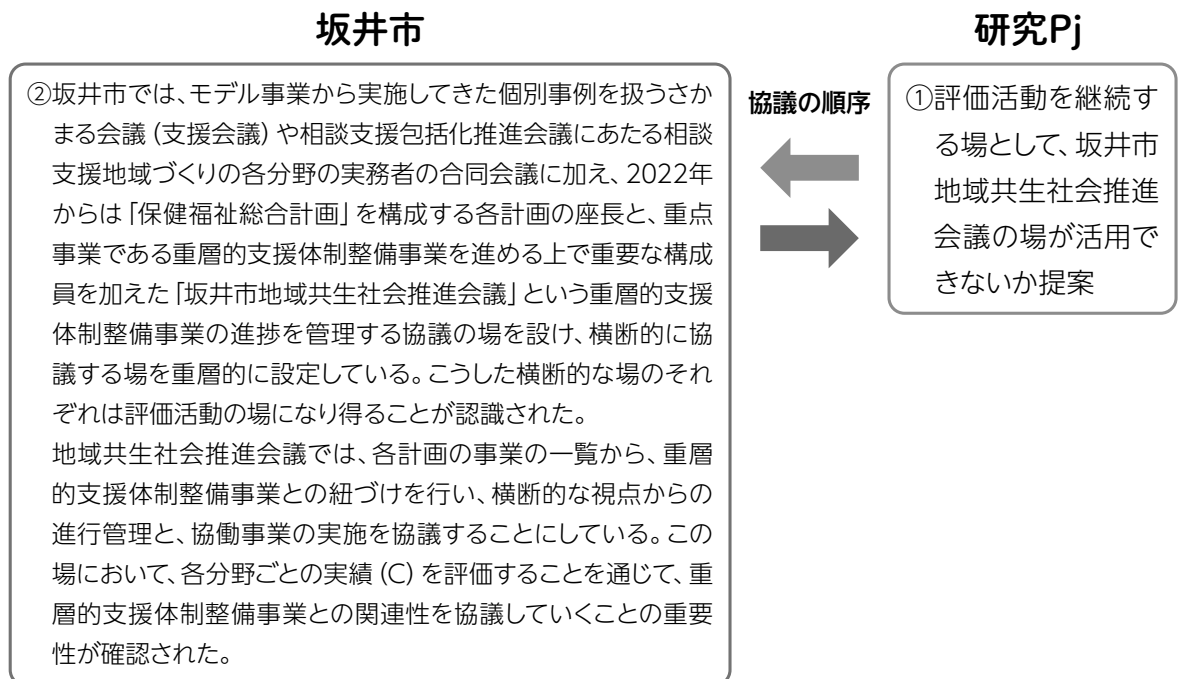 坂井市
②坂井市では、モデル事業から実施してきた個別事例を扱うさか
まる会議（支援会議）や相談支援包括化推進会議にあたる相談
支援地域づくりの各分野の実務者の合同会議に加え、2022年
からは「保健福祉総合計画」を構成する各計画の座長と、重点
事業である重層的支援体制整備事業を進める上で重要な構成
員を加えた「坂井市地域共生社会推進会議」という重層的支援
体制整備事業の進捗を管理する協議の場を設け、横断的に協
議する場を重層的に設定している。こうした横断的な場のそれ
ぞれは評価活動の場になり得ることが認識された。
地域共生社会推進会議では、各計画の事業の一覧から、重層
的支援体制整備事業との紐づけを行い、横断的な視点からの
進行管理と、協働事業の実施を協議することにしている。この
場において、各分野ごとの実績（C）を評価することを通じて、重
層的支援体制整備事業との関連性を協議していくことの重要
性が確認された。
協議の順序
研究Pj
①評価活動を継続す
る場として、坂井市
地域共生社会推進
会議の場が活用で
きないか提案